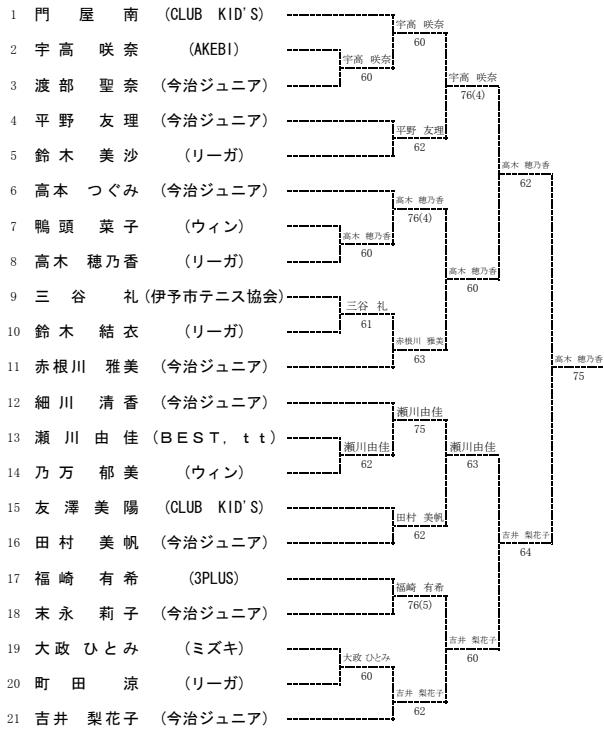 1 門 屋 南 (CLUB KID'S)
宇高 咲奈
60
2 宇 高 咲 奈 (AKEBI)
宇高 咲奈
60
3 渡 部 聖 奈 (今治ジュニア)
宇高 咲奈
76(4)
4 平 野 友 理 (今治ジュニア)
平野 友理
62
5 鈴 木 美 沙 (リーガ)
高木 穂乃香
62
6 高本 つぐみ (今治ジュニア)
高木 穂乃香
76(4)
7 鴨 頭 菜 子 (ウィン)
高木 穂乃香
60
8 高木 穂乃香 (リーガ)
高木 穂乃香
60
9 三 谷 礼 (伊予市テニス協会)
三谷 礼
61
10 鈴 木 結 衣 (リーガ)
赤根川 雅美
63
11 赤根川 雅美 (今治ジュニア)
高木 穂乃香
75
12 細 川 清 香 (今治ジュニア)
瀬川由佳
75
13 瀬 川 由 佳 (ＢＥＳＴ，ｔｔ)
瀬川由佳
62
14 乃 万 郁 美 (ウィン)
瀬川由佳
63
15 友 澤 美 陽 (CLUB KID'S)
田村 美帆
62
16 田 村 美 帆 (今治ジュニア)
吉井 梨花子
64
17 福 崎 有 希 (3PLUS)
福崎 有希
76(5)
18 末 永 莉 子 (今治ジュニア)
吉井 梨花子
60
19 大 政 ひとみ (ミズキ)
大政 ひとみ
60
20 町 田 涼 (リーガ)
吉井 梨花子
62
21 吉井 梨花子 (今治ジュニア)